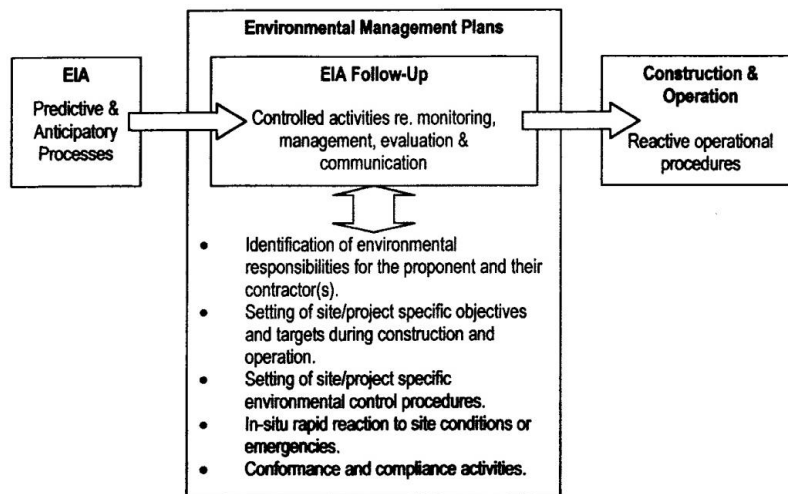 Environmental Management Plans
EIA
Predictive &
Anticipatory
Processes
EIA Follow-Up
Controlled activities re. monitoring,
management, evaluation &
communication
Construction &
Operation
Reactive operational
procedures
• Identification of environmental
responsibilities for the proponent and their
contractor(s).
• Setting of site/project specific objectives
and targets during construction and
operation.
• Setting of site/project specific
environmental control procedures.
• In-situ rapid reaction to site conditions or
emergencies.
• Conformance and compliance activities.